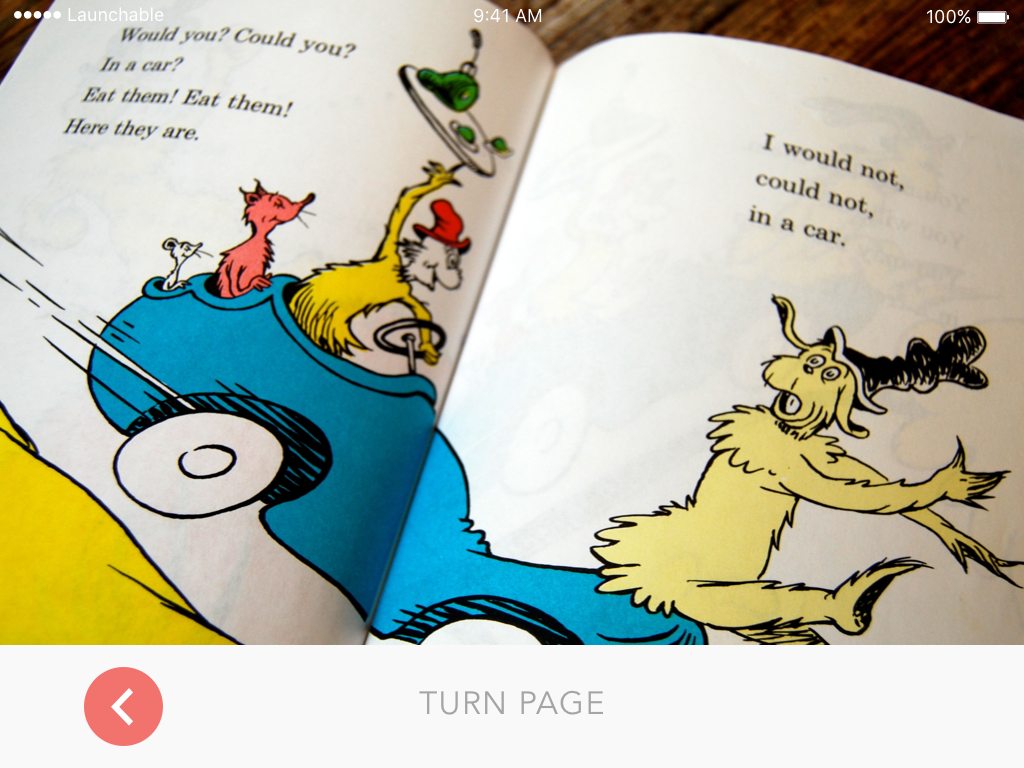 Launchable
9:41 AM
100%
Would you? Could you?
In a car?
Eat them! Eat them!
Here they are.
I would not,
could not,
in a car.
TURN PAGE